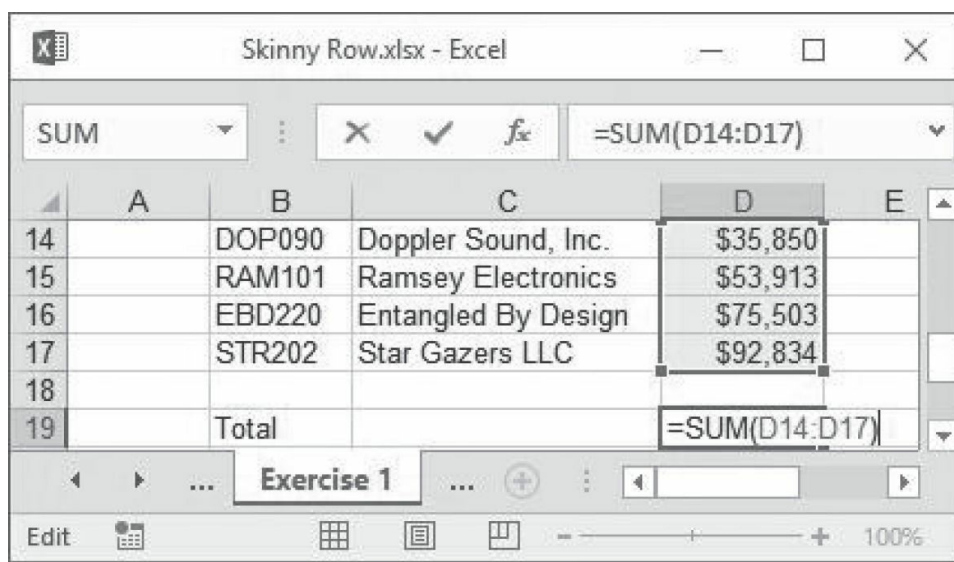 Skinny Row.xlsx - Excel
SUM fx =SUM(D14:D17)
A B C D E
14 DOP090 Doppler Sound, Inc. $35,850
15 RAM101 Ramsey Electronics $53,913
16 EBD220 Entangled By Design $75,503
17 STR202 Star Gazers LLC $92,834
18
19 Total =SUM(D14:D17)
... Exercise 1 ...
Edit 100%